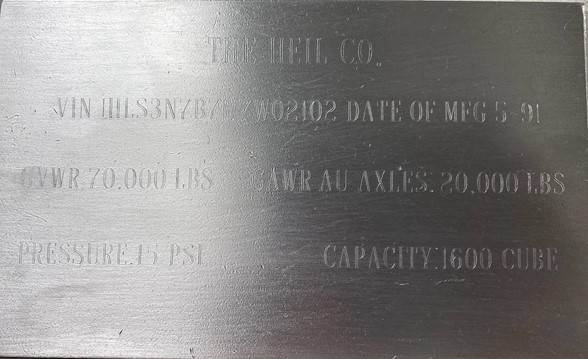 THE HEIL CO.
VIN DATE OF MFG 5-91
GVWR 70,000 LBS GAWR AU AXLES: 20,000 LBS
PRESSURE:15 PSI CAPACITY:1600 CUBE